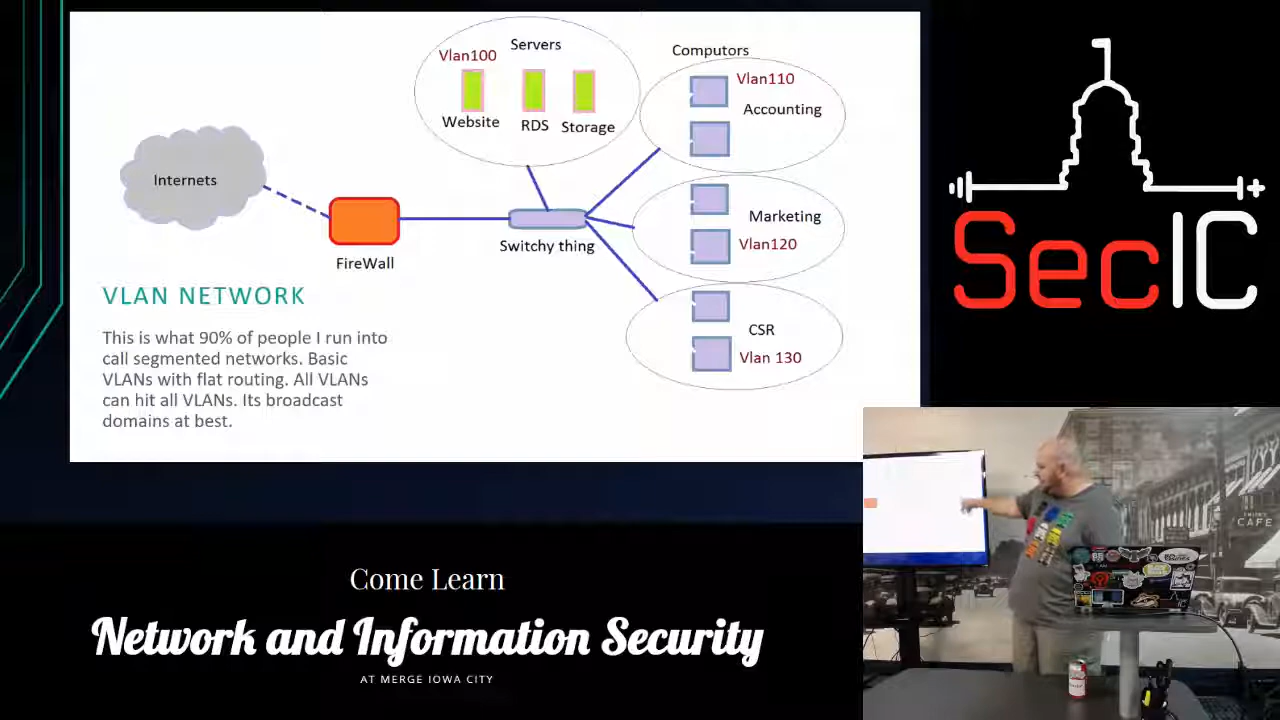 Servers
Vlan100
Website
RDS
Storage
Computors
Vlan110
Accounting
Marketing
Vlan120
CSR
Vlan 130
Internets
FireWall
Switchy thing
VLAN NETWORK
This is what 90% of people I run into
call segmented networks. Basic
VLANs with flat routing. All VLANs
can hit all VLANs. Its broadcast
domains at best.
SecIC
Come Learn
Network and Information Security
AT MERGE IOWA CITY
CAFE